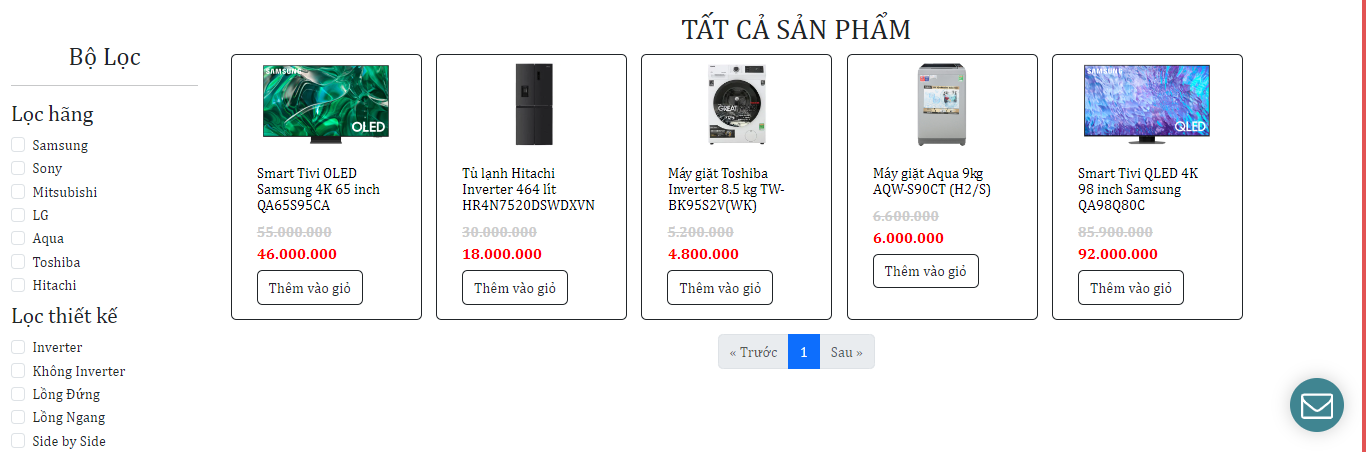 TẤT CẢ SẢN PHẨM
Bộ Lọc
Lọc hãng
Samsung
Sony
Mitsubishi
LG
Aqua
Toshiba
Hitachi
Lọc thiết kế
Inverter
Không Inverter
Lồng Đứng
Lồng Ngang
Side by Side
SAMSUNG
OLED
Smart Tivi OLED
Samsung 4K 65 inch
QA65S95CA
55.000.000
46.000.000
Thêm vào giỏ
Tủ lạnh Hitachi
Inverter 464 lít
HR4N7520DSWDXVN
30.000.000
18.000.000
Thêm vào giỏ
GREAT
Máy giặt Toshiba
Inverter 8.5 kg TW-
BK95S2V(WK)
5.200.000
4.800.000
Thêm vào giỏ
Máy giặt Aqua 9kg
AQW-S90CT (H2/S)
6.600.000
6.000.000
Thêm vào giỏ
SAMSUNG
QLED
Smart Tivi QLED 4K
98 inch Samsung
QA98Q80C
85.900.000
92.000.000
Thêm vào giỏ
« Trước 1 Sau »